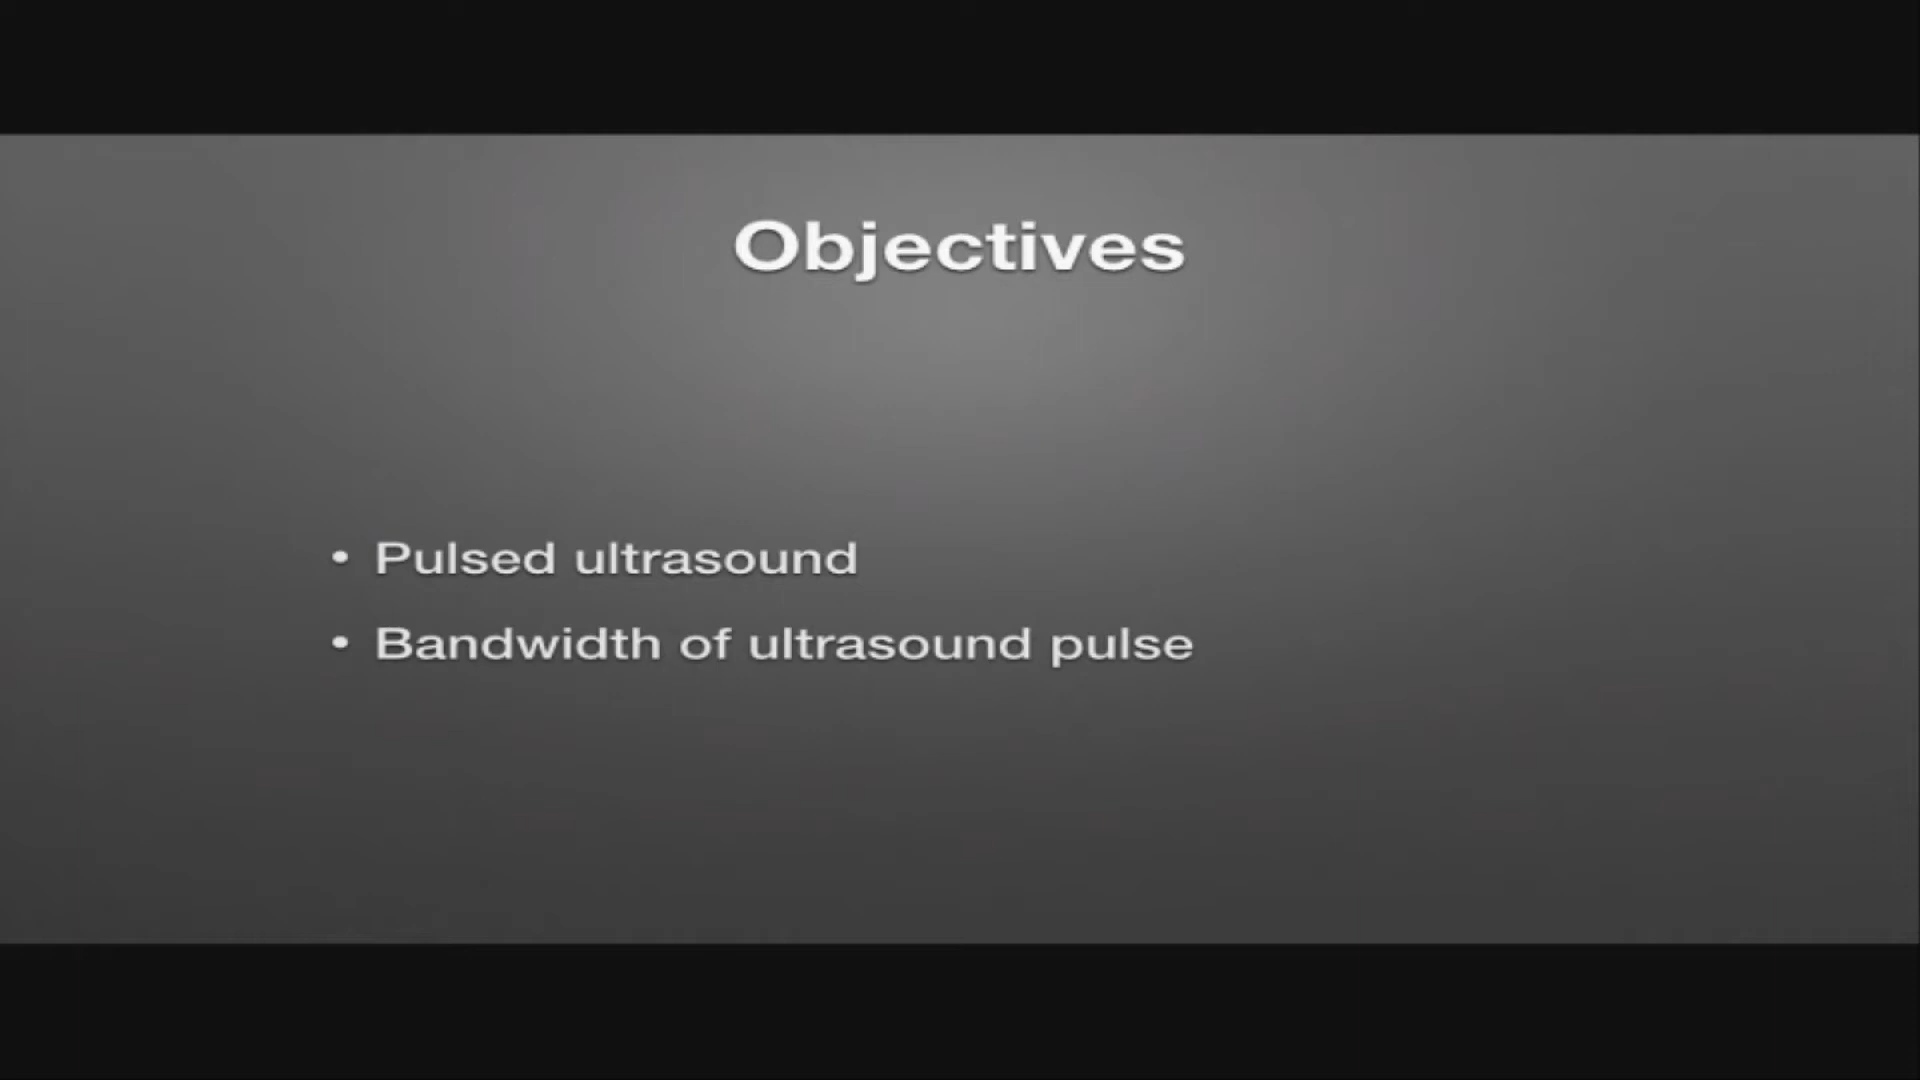 Objectives
• Pulsed ultrasound
• Bandwidth of ultrasound pulse